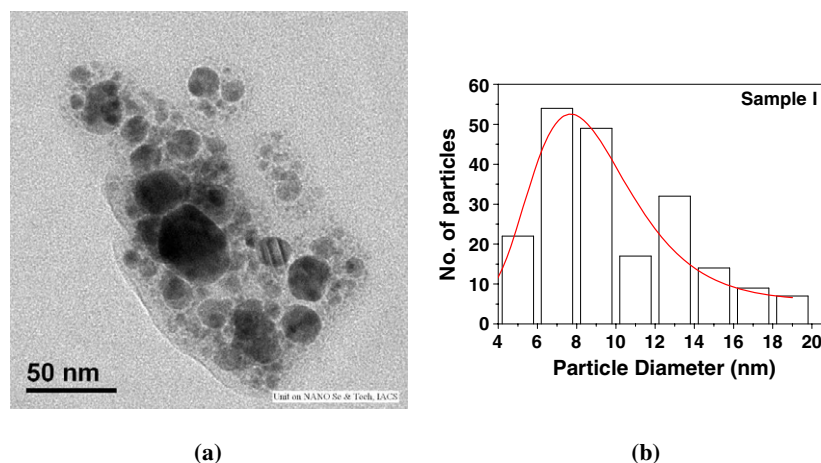 50 nm
Unit on NANO Sc & Tech, IACS
(a)
Sample I
No. of particles
60
50
40
30
20
10
0
4 6 8 10 12 14 16 18 20
Particle Diameter (nm)
(b)